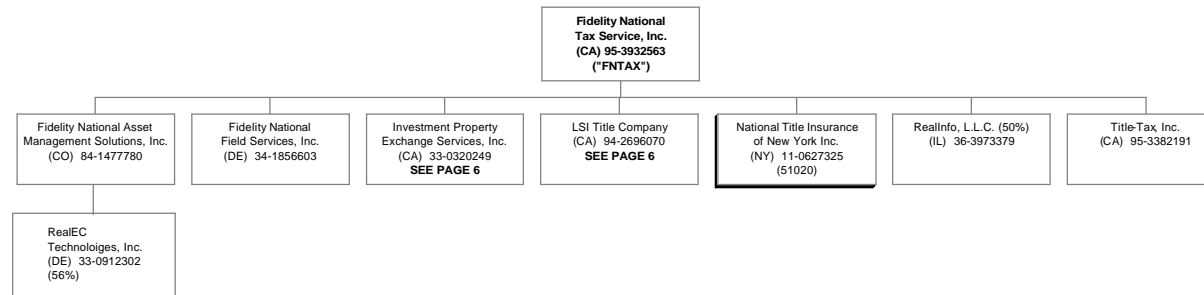 Fidelity National
Tax Service, Inc.
(CA) 95-3932563
("FNTAX")
Fidelity National Asset
Management Solutions, Inc.
(CO) 84-1477780
Fidelity National
Field Services, Inc.
(DE) 34-1856603
Investment Property
Exchange Services, Inc.
(CA) 33-0320249
SEE PAGE 6
LSI Title Company
(CA) 94-2696070
SEE PAGE 6
National Title Insurance
of New York Inc.
(NY) 11-0627325
(51020)
RealInfo, L.L.C. (50%)
(IL) 36-3973379
Title-Tax, Inc.
(CA) 95-3382191
RealEC
Technoloiges, Inc.
(DE) 33-0912302
(56%)